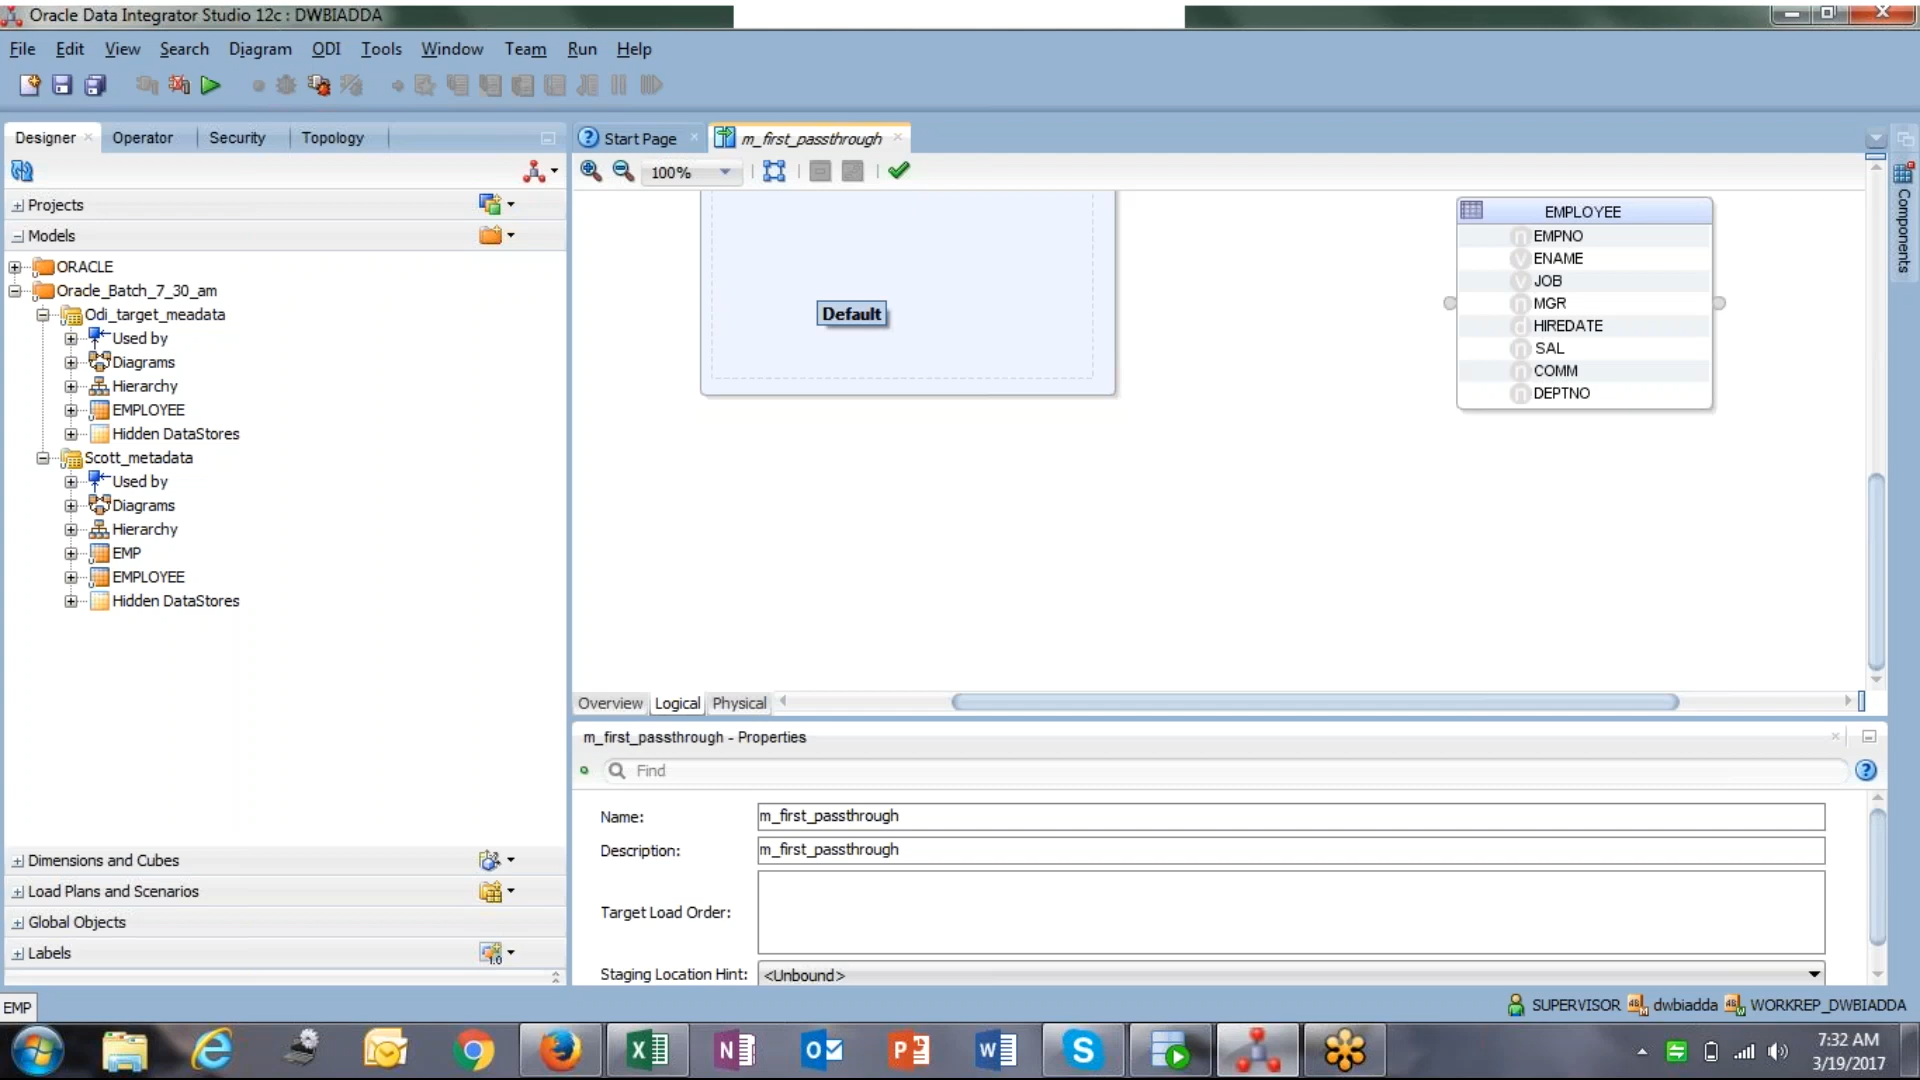 Oracle Data Integrator Studio 12c : DWBIADDA
File Edit View Search Diagram ODI Tools Window Team Run Help
Designer Operator Security Topology
Start Page m_first_passthrough
100%
Projects
Models
ORACLE
Oracle_Batch_7_30_am
Odi_target_meadata
Used by
Diagrams
Hierarchy
EMPLOYEE
Hidden DataStores
Scott_metadata
Used by
Diagrams
Hierarchy
EMP
EMPLOYEE
Hidden DataStores
Dimensions and Cubes
Load Plans and Scenarios
Global Objects
Labels
EMP
Default
EMPLOYEE
EMPNO
ENAME
JOB
MGR
HIREDATE
SAL
COMM
DEPTNO
Components
Overview Logical Physical
m_first_passthrough - Properties
Find
Name: m_first_passthrough
Description: m_first_passthrough
Target Load Order:
Staging Location Hint: <Unbound>
SUPERVISOR dwbiadda WORKREP_DWBIADDA
7:32 AM
3/19/2017